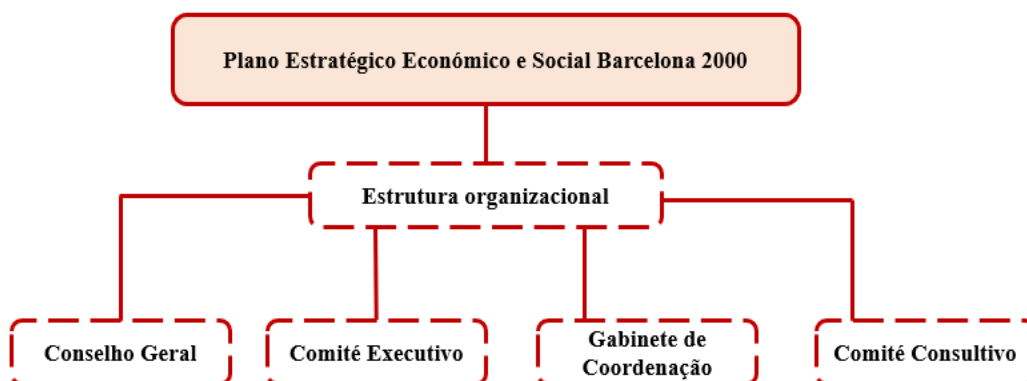 Plano Estratégico Económico e Social Barcelona 2000
Estrutura organizacional
Conselho Geral
Comité Executivo
Gabinete de
Coordenação
Comité Consultivo